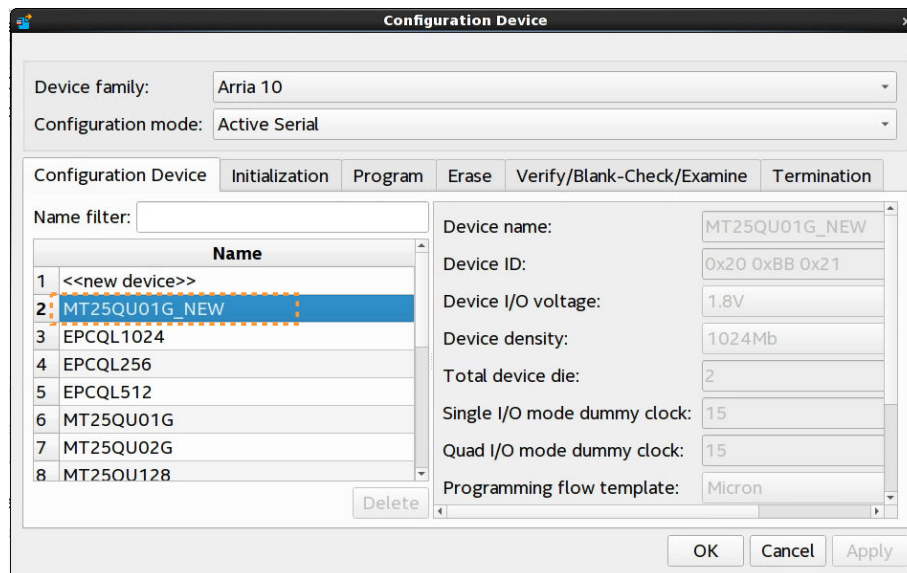 Configuration Device
Device family: Arria 10
Configuration mode: Active Serial
Configuration Device Initialization Program Erase Verify/Blank-Check/Examine Termination
Name filter:
Name
1 <<new device>>
2 MT25QU01G_NEW
3 EPCQL1024
4 EPCQL256
5 EPCQL512
6 MT25QU01G
7 MT25QU02G
8 MT25QU128
Delete
Device name: MT25QU01G_NEW
Device ID: 0x20 0xBB 0x21
Device I/O voltage: 1.8V
Device density: 1024Mb
Total device die: 2
Single I/O mode dummy clock: 15
Quad I/O mode dummy clock: 15
Programming flow template: Micron
OK Cancel Apply